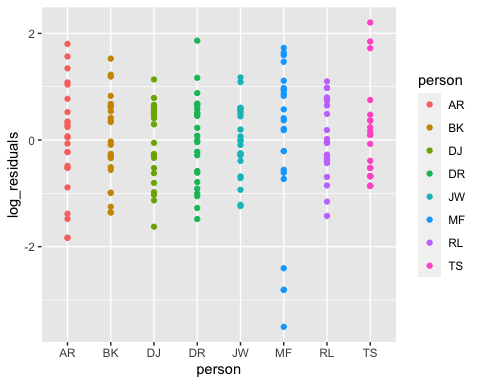 2
0
-2
log_residuals
AR BK DJ DR JW MF RL TS
person
person
AR
BK
DJ
DR
JW
MF
RL
TS